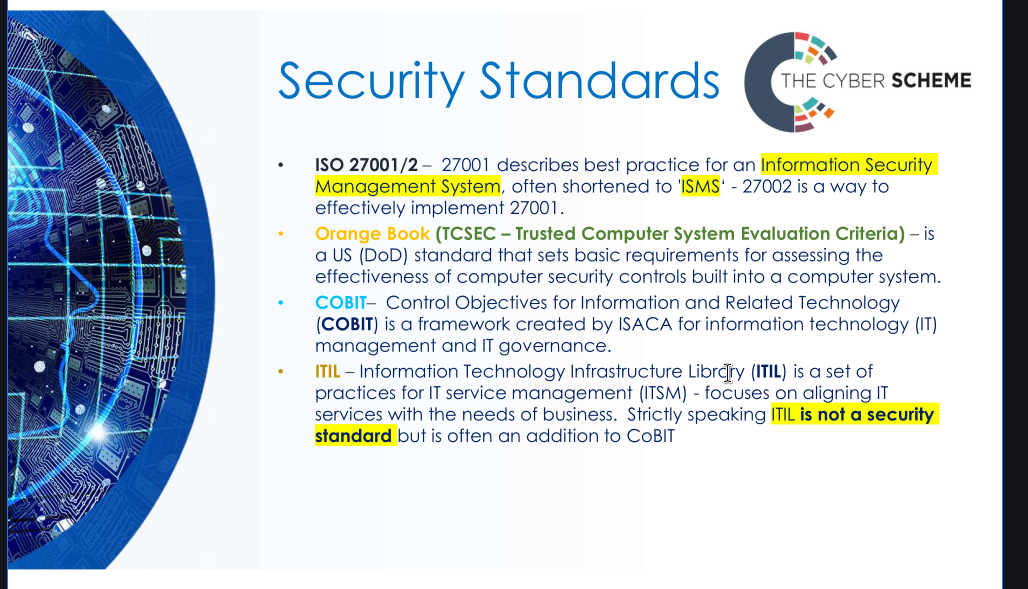 Security Standards
THE CYBER SCHEME
• ISO 27001/2 – 27001 describes best practice for an Information Security
Management System, often shortened to 'ISMS‘ - 27002 is a way to
effectively implement 27001.
• Orange Book (TCSEC – Trusted Computer System Evaluation Criteria) – is
a US (DoD) standard that sets basic requirements for assessing the
effectiveness of computer security controls built into a computer system.
• COBIT– Control Objectives for Information and Related Technology
(COBIT) is a framework created by ISACA for information technology (IT)
management and IT governance.
• ITIL – Information Technology Infrastructure Library (ITIL) is a set of
practices for IT service management (ITSM) - focuses on aligning IT
services with the needs of business. Strictly speaking ITIL is not a security
standard but is often an addition to CoBIT